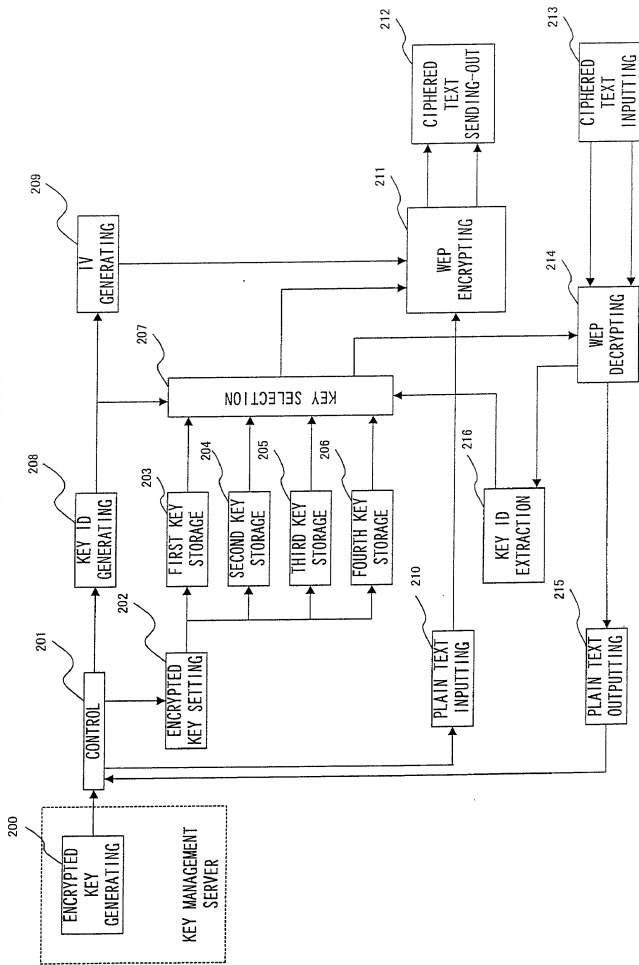 200
ENCRYPTED
KEY
GENERATING
KEY MANAGEMENT
SERVER
201
CONTROL
202
ENCRYPTED
KEY SETTING
208
KEY ID
GENERATING
209
IV
GENERATING
203
FIRST KEY
STORAGE
204
SECOND KEY
STORAGE
205
THIRD KEY
STORAGE
206
FOURTH KEY
STORAGE
207
KEY SELECTION
210
PLAIN TEXT
INPUTTING
211
WEP
ENCRYPTING
212
CIPHERED
TEXT
SENDING-OUT
213
CIPHERED
TEXT
INPUTTING
214
WEP
DECRYPTING
215
PLAIN TEXT
OUTPUTTING
216
KEY ID
EXTRACTION